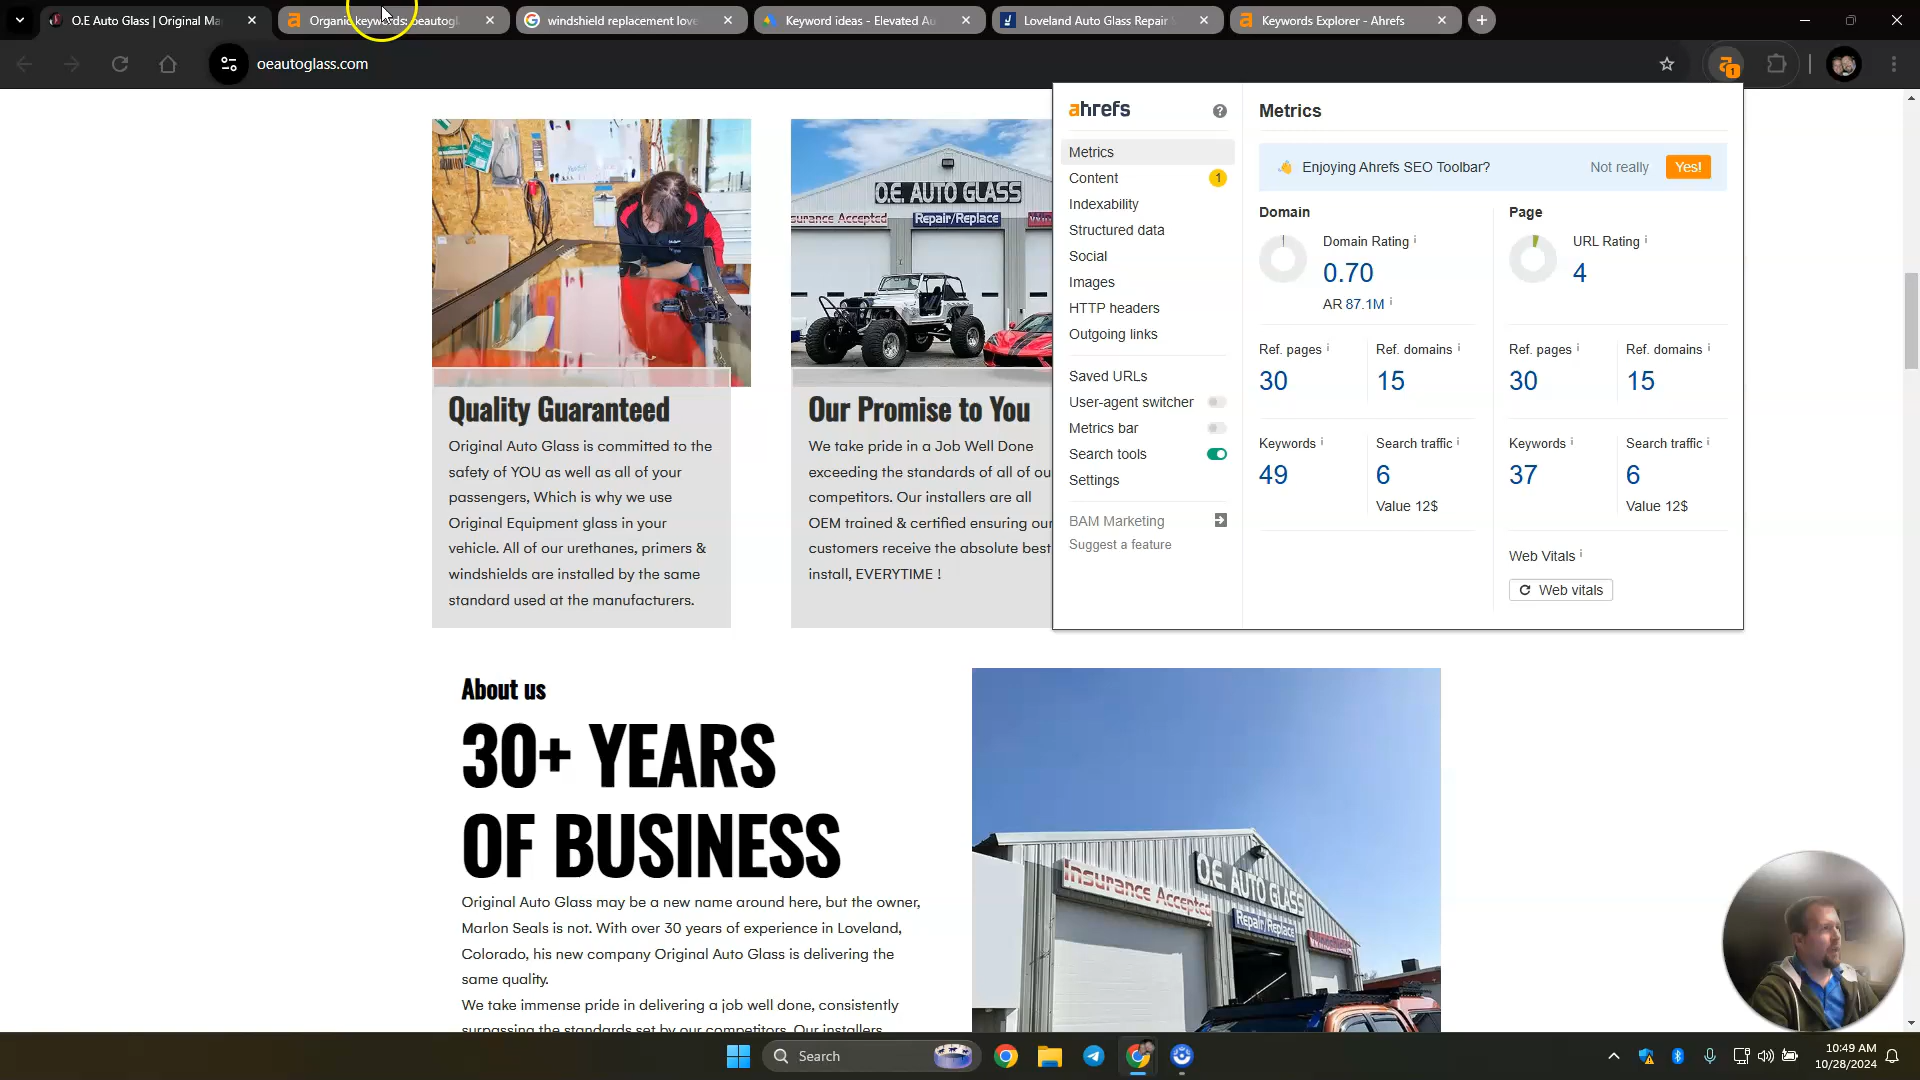 O.E Auto Glass | Original Ma
Organic keywords: oeautogl
windshield replacement love
Keyword ideas - Elevated Au
Loveland Auto Glass Repair
Keywords Explorer - Ahrefs
oeautoglass.com
O.E. AUTO GLASS
surance Accepted
Repair/Replace
Quality Guaranteed
Original Auto Glass is committed to the
safety of YOU as well as all of your
passengers, Which is why we use
Original Equipment glass in your
vehicle. All of our urethanes, primers &
windshields are installed by the same
standard used at the manufacturers.
Our Promise to You
We take pride in a Job Well Done
exceeding the standards of all of ou
competitors. Our installers are all
OEM trained & certified ensuring our
customers receive the absolute best
install, EVERYTIME !
ahrefs
?
Metrics
Content
1
Indexability
Structured data
Social
Images
HTTP headers
Outgoing links
Saved URLs
User-agent switcher
Metrics bar
Search tools
Settings
BAM Marketing
Suggest a feature
Metrics
Enjoying Ahrefs SEO Toolbar?
Not really
Yes!
Domain
Domain Rating
0.70
AR 87.1M
Ref. pages
30
Ref. domains
15
Keywords
49
Search traffic
6
Value 12$
Page
URL Rating
4
Ref. pages
30
Ref. domains
15
Keywords
37
Search traffic
6
Value 12$
Web Vitals
Web vitals
About us
30+ YEARS
OF BUSINESS
Original Auto Glass may be a new name around here, but the owner,
Marlon Seals is not. With over 30 years of experience in Loveland,
Colorado, his new company Original Auto Glass is delivering the
same quality.
We take immense pride in delivering a job well done, consistently
surpassing the standards set by our competitors. Our installers
Insurance Accepted
O.E. AUTO GLASS
Repair/Replace
Windshields
Search
10:49 AM
10/28/2024